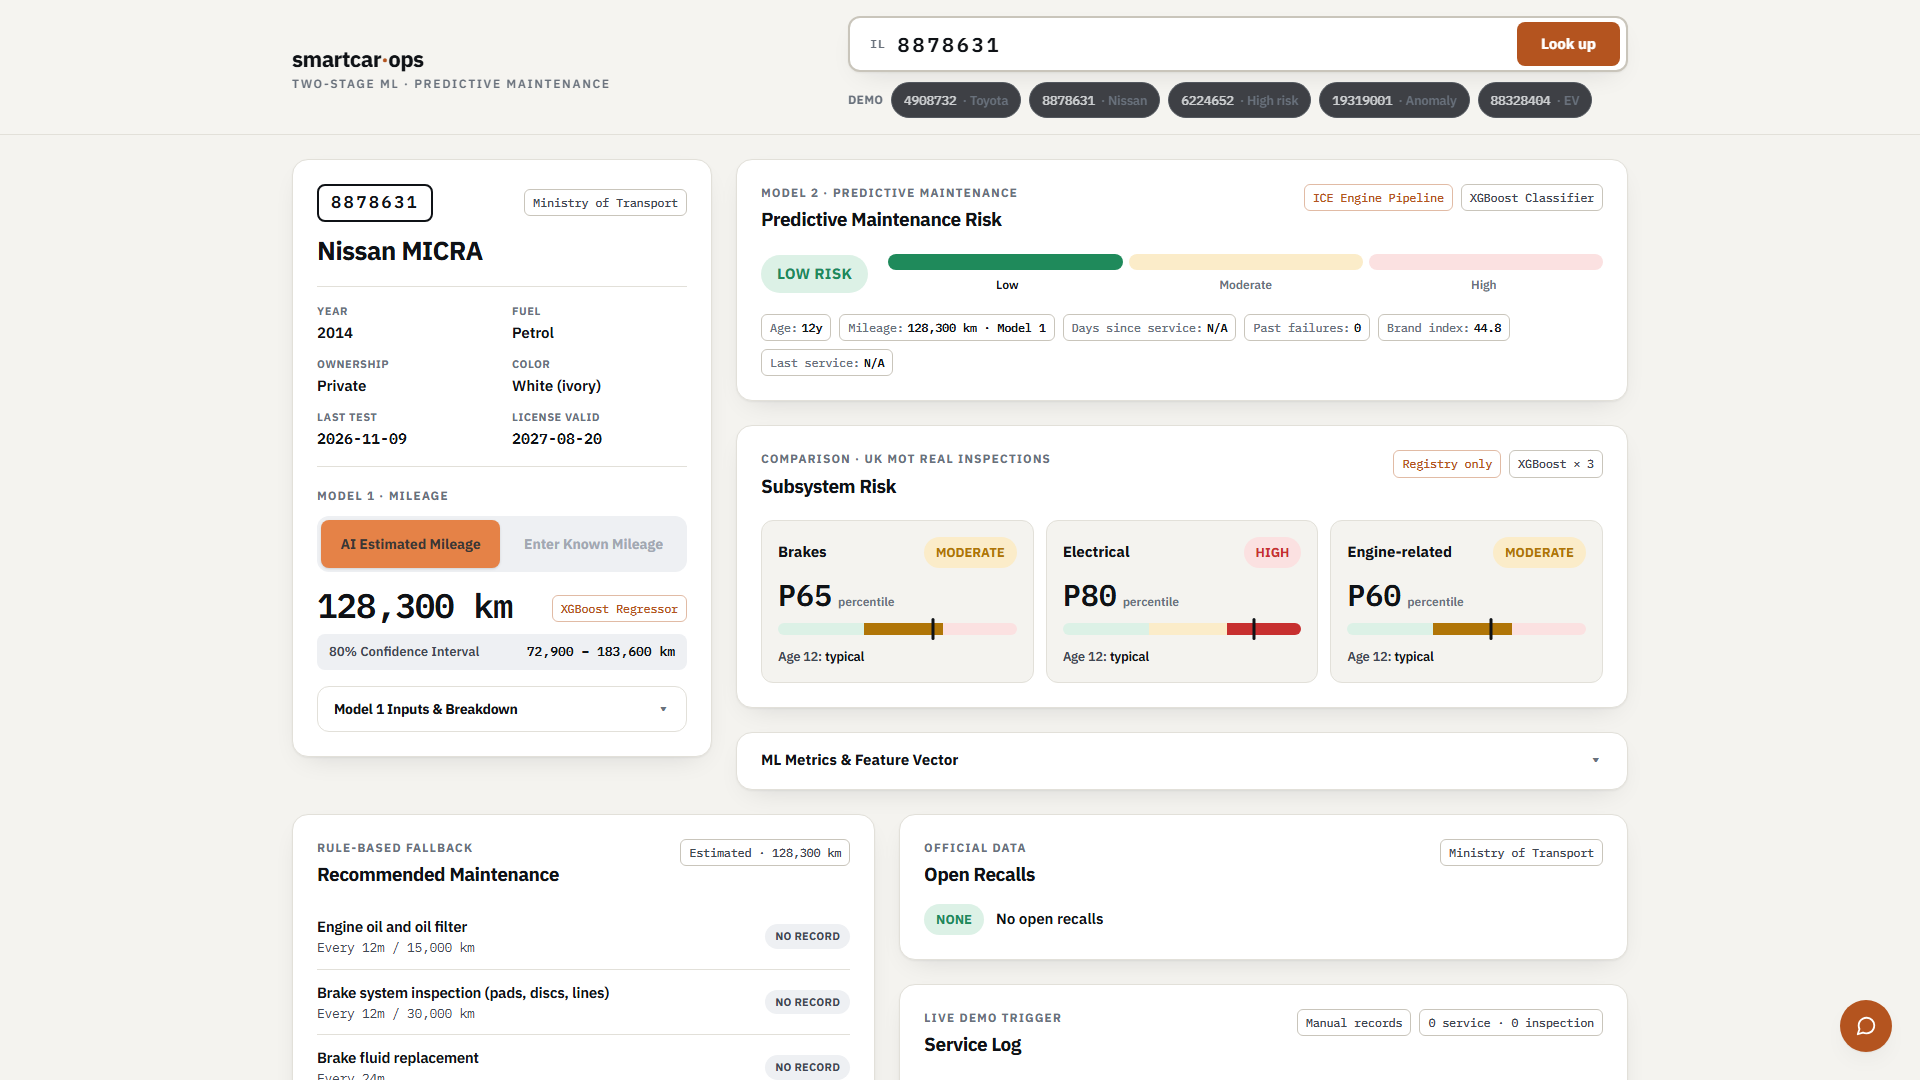 smartcar·ops
TWO-STAGE ML · PREDICTIVE MAINTENANCE
IL 8878631 Look up
DEMO 4908732 · Toyota 8878631 · Nissan 6224652 · High risk 19319001 · Anomaly 88328404 · EV
8878631 Ministry of Transport
Nissan MICRA
YEAR FUEL
2014 Petrol
OWNERSHIP COLOR
Private White (ivory)
LAST TEST LICENSE VALID
2026-11-09 2027-08-20
MODEL 1 · MILEAGE
AI Estimated Mileage Enter Known Mileage
128,300 km XGBoost Regressor
80% Confidence Interval 72,900 – 183,600 km
Model 1 Inputs & Breakdown
MODEL 2 · PREDICTIVE MAINTENANCE
Predictive Maintenance Risk
ICE Engine Pipeline XGBoost Classifier
LOW RISK
Low Moderate High
Age: 12y Mileage: 128,300 km · Model 1 Days since service: N/A Past failures: 0 Brand index: 44.8
Last service: N/A
COMPARISON · UK MOT REAL INSPECTIONS
Subsystem Risk
Registry only XGBoost × 3
Brakes MODERATE
P65 percentile
Age 12: typical
Electrical HIGH
P80 percentile
Age 12: typical
Engine-related MODERATE
P60 percentile
Age 12: typical
ML Metrics & Feature Vector
RULE-BASED FALLBACK
Recommended Maintenance
Estimated · 128,300 km
Engine oil and oil filter
Every 12m / 15,000 km
NO RECORD
Brake system inspection (pads, discs, lines)
Every 12m / 30,000 km
NO RECORD
Brake fluid replacement
Every 24m
NO RECORD
OFFICIAL DATA
Open Recalls
Ministry of Transport
NONE No open recalls
LIVE DEMO TRIGGER
Service Log
Manual records 0 service · 0 inspection